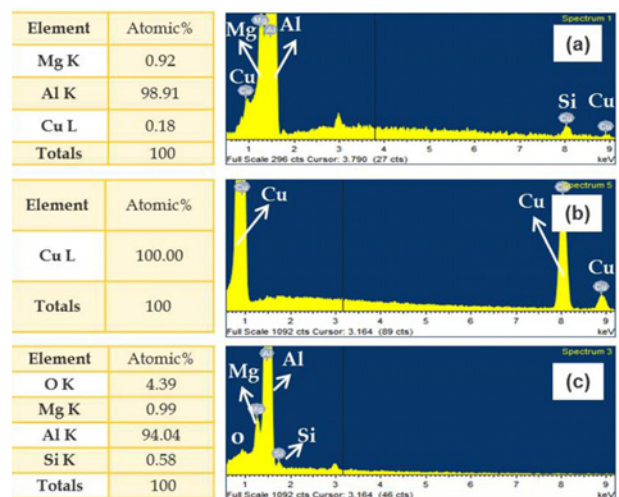 Element Atomic%
Mg K 0.92
Al K 98.91
Cu L 0.18
Totals 100
Spectrum 1
Mg Al (a)
Cu Si Cu
1 2 3 4 5 6 7 8 9
Full Scale 296 cts Cursor: 3.790 (27 cts) keV
Element Atomic%
Cu L 100.00
Totals 100
Spectrum 5
Cu Cu (b)
Cu
1 2 3 4 5 6 7 8 9
Full Scale 1092 cts Cursor: 3.164 (89 cts) keV
Element Atomic%
O K 4.39
Mg K 0.99
Al K 94.04
Si K 0.58
Totals 100
Spectrum 3
Mg Al (c)
O Si
1 2 3 4 5 6 7 8 9
Full Scale 1092 cts Cursor: 3.164 (46 cts) keV